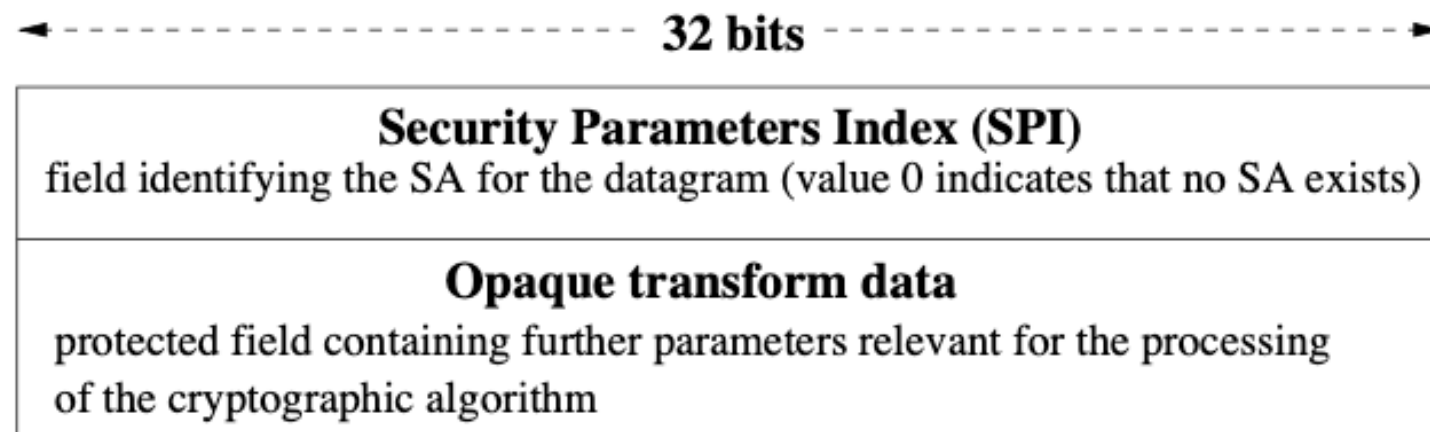 32 bits
Security Parameters Index (SPI)
field identifying the SA for the datagram (value 0 indicates that no SA exists)
Opaque transform data
protected field containing further parameters relevant for the processing
of the cryptographic algorithm